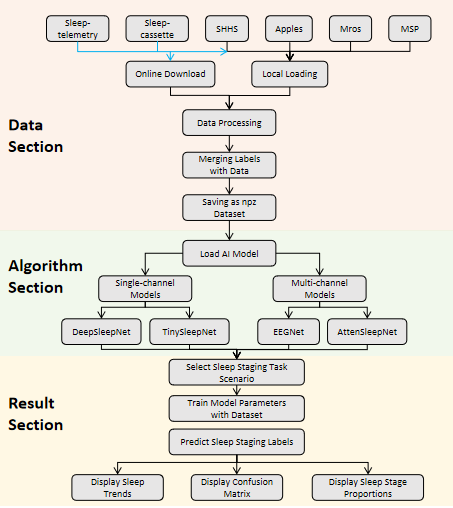 Sleep-
telemetry
Sleep-
cassette
SHHS
Apples
Mros
MSP
Online Download
Local Loading
Data
Section
Data Processing
Merging Labels
with Data
Saving as npz
Dataset
Algorithm
Section
Load AI Model
Single-channel
Models
Multi-channel
Models
DeepSleepNet
TinySleepNet
EEGNet
AttenSleepNet
Result
Section
Select Sleep Staging Task
Scenario
Train Model Parameters
with Dataset
Predict Sleep Staging Labels
Display Sleep
Trends
Display Confusion
Matrix
Display Sleep Stage
Proportions